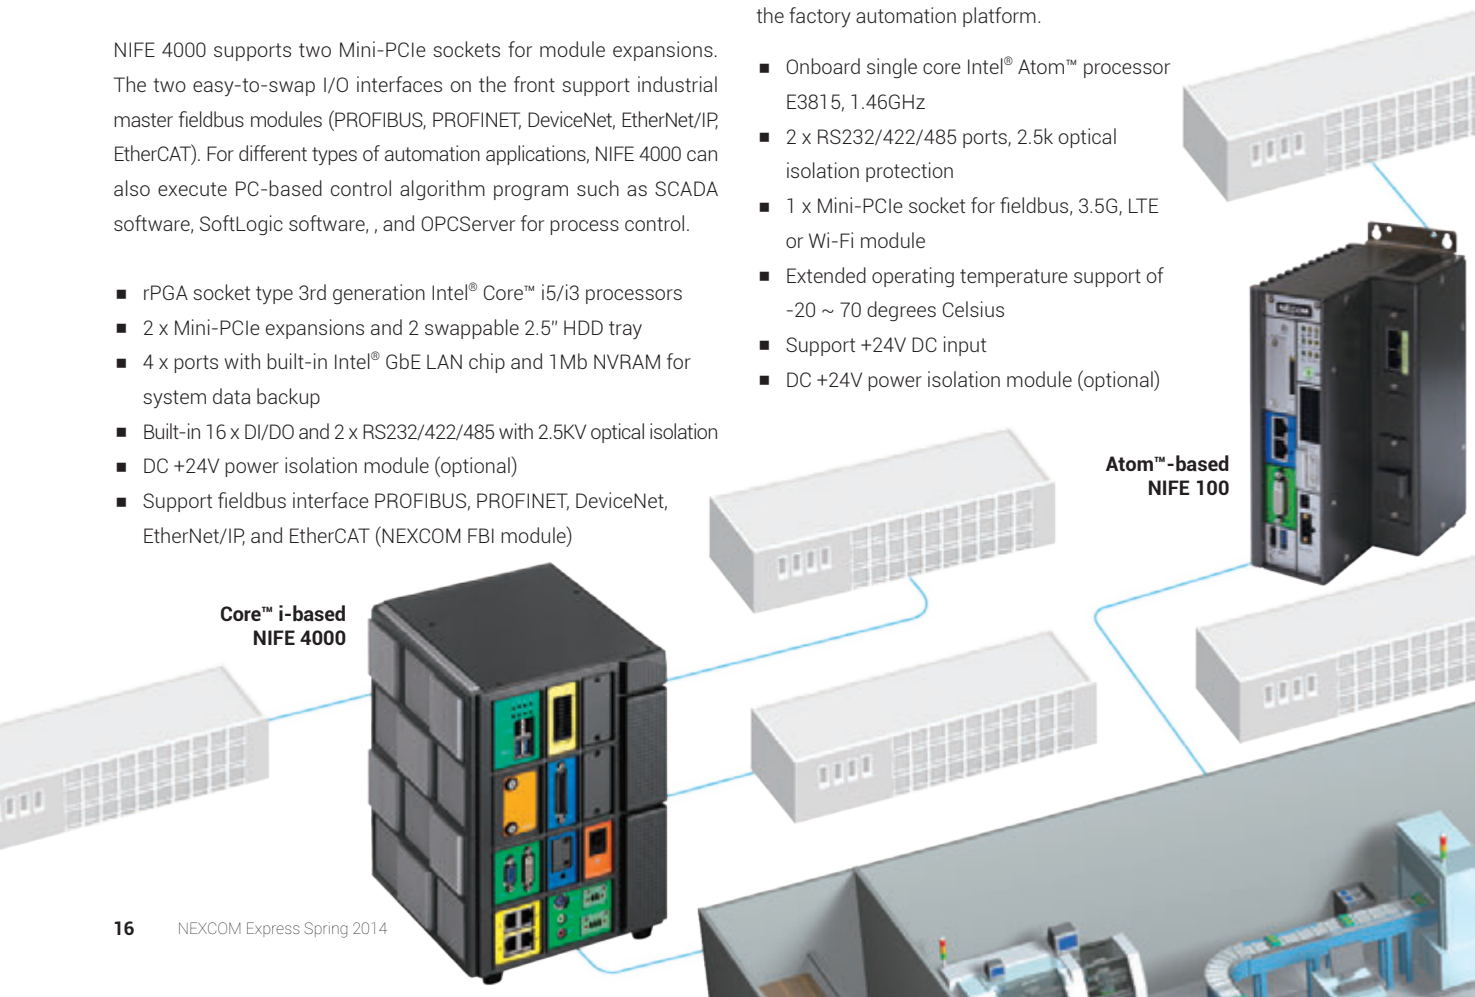 NIFE 4000 supports two Mini-PCIe sockets for module expansions.
The two easy-to-swap I/O interfaces on the front support industrial
master fieldbus modules (PROFIBUS, PROFINET, DeviceNet, EtherNet/IP,
EtherCAT). For different types of automation applications, NIFE 4000 can
also execute PC-based control algorithm program such as SCADA
software, SoftLogic software, , and OPCServer for process control.
■ rPGA socket type 3rd generation Intel® Core™ i5/i3 processors
■ 2 x Mini-PCIe expansions and 2 swappable 2.5" HDD tray
■ 4 x ports with built-in Intel® GbE LAN chip and 1Mb NVRAM for
system data backup
■ Built-in 16 x DI/DO and 2 x RS232/422/485 with 2.5KV optical isolation
■ DC +24V power isolation module (optional)
■ Support fieldbus interface PROFIBUS, PROFINET, DeviceNet,
EtherNet/IP, and EtherCAT (NEXCOM FBI module)
Core™ i-based
NIFE 4000
the factory automation platform.
■ Onboard single core Intel® Atom™ processor
E3815, 1.46GHz
■ 2 x RS232/422/485 ports, 2.5k optical
isolation protection
■ 1 x Mini-PCIe socket for fieldbus, 3.5G, LTE
or Wi-Fi module
■ Extended operating temperature support of
-20 ~ 70 degrees Celsius
■ Support +24V DC input
■ DC +24V power isolation module (optional)
NEXCOM
Atom™-based
NIFE 100
16 NEXCOM Express Spring 2014